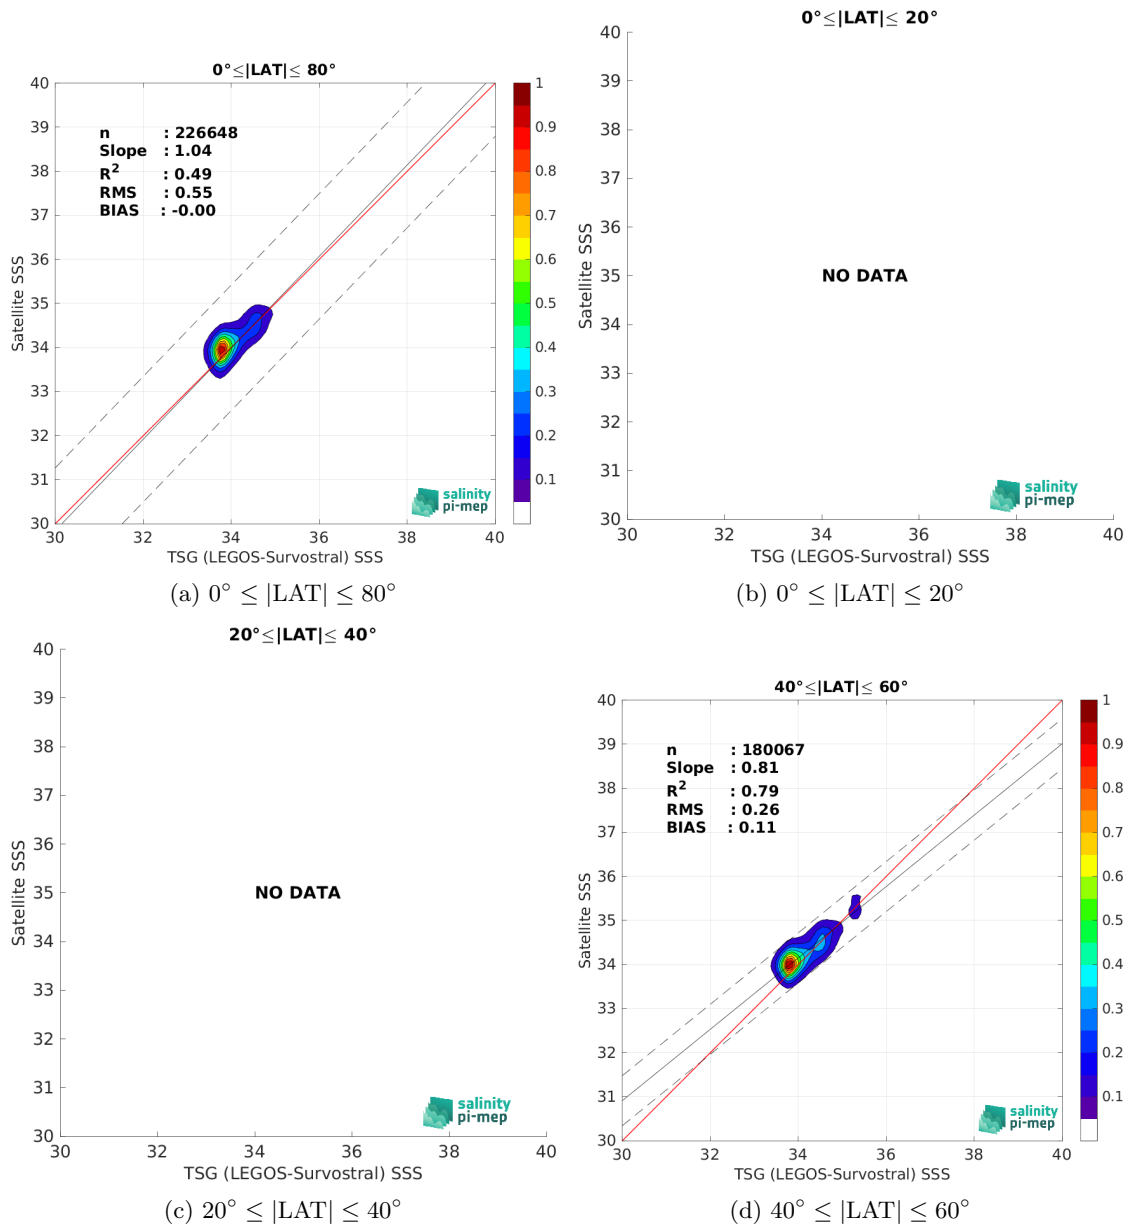 0°≤|LAT|≤ 80°
40
39
38
37
36
35
34
33
32
31
30
Satellite SSS
n : 226648
Slope : 1.04
R² : 0.49
RMS : 0.55
BIAS : -0.00
salinity
pi-mep
30 32 34 36 38 40
TSG (LEGOS-Survostral) SSS
1
0.9
0.8
0.7
0.6
0.5
0.4
0.3
0.2
0.1
(a) 0° ≤ |LAT| ≤ 80°
0°≤|LAT|≤ 20°
40
39
38
37
36
35
34
33
32
31
30
Satellite SSS
NO DATA
salinity
pi-mep
30 32 34 36 38 40
TSG (LEGOS-Survostral) SSS
(b) 0° ≤ |LAT| ≤ 20°
20°≤|LAT|≤ 40°
40
39
38
37
36
35
34
33
32
31
30
Satellite SSS
NO DATA
salinity
pi-mep
30 32 34 36 38 40
TSG (LEGOS-Survostral) SSS
(c) 20° ≤ |LAT| ≤ 40°
40°≤|LAT|≤ 60°
40
39
38
37
36
35
34
33
32
31
30
Satellite SSS
n : 180067
Slope : 0.81
R² : 0.79
RMS : 0.26
BIAS : 0.11
salinity
pi-mep
30 32 34 36 38 40
TSG (LEGOS-Survostral) SSS
1
0.9
0.8
0.7
0.6
0.5
0.4
0.3
0.2
0.1
(d) 40° ≤ |LAT| ≤ 60°